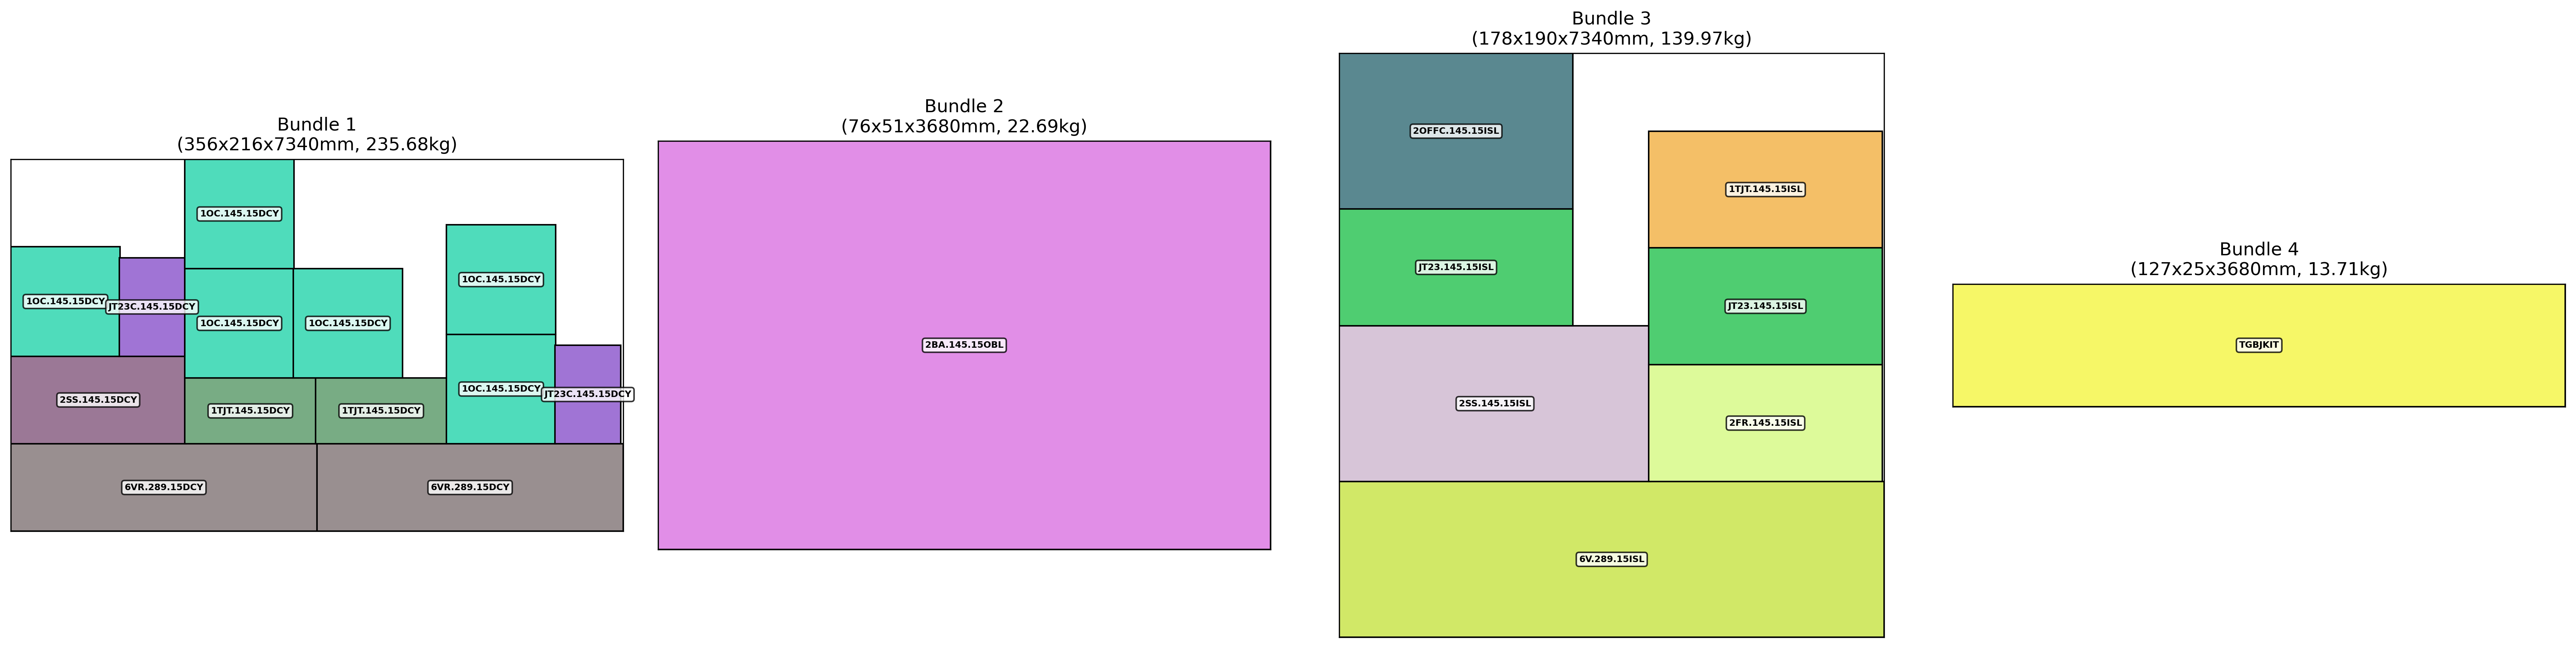 Bundle 1
(356x216x7340mm, 235.68kg)
1OC.145.15DCY
1OC.145.15DCY
1OC.145.15DCY
JT23C.145.15DCY
1OC.145.15DCY
1OC.145.15DCY
1OC.145.15DCY
JT23C.145.15DCY
2SS.145.15DCY
1TJT.145.15DCY
1TJT.145.15DCY
6VR.289.15DCY
6VR.289.15DCY
Bundle 2
(76x51x3680mm, 22.69kg)
2BA.145.15OBL
Bundle 3
(178x190x7340mm, 139.97kg)
2OFFC.145.15ISL
1TJT.145.15ISL
JT23.145.15ISL
JT23.145.15ISL
2SS.145.15ISL
2FR.145.15ISL
6V.289.15ISL
Bundle 4
(127x25x3680mm, 13.71kg)
TGBJKIT